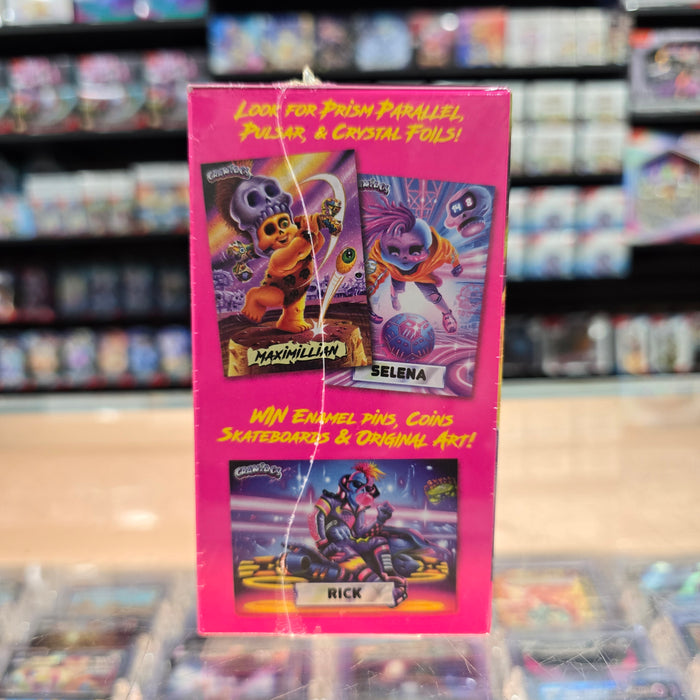 Look for Prism Parallel,
Pulsar, & Crystal Foils!
MAXIMILLIAN
SELENA
WIN Enamel pins, Coins
Skateboards & Original Art!
RICK